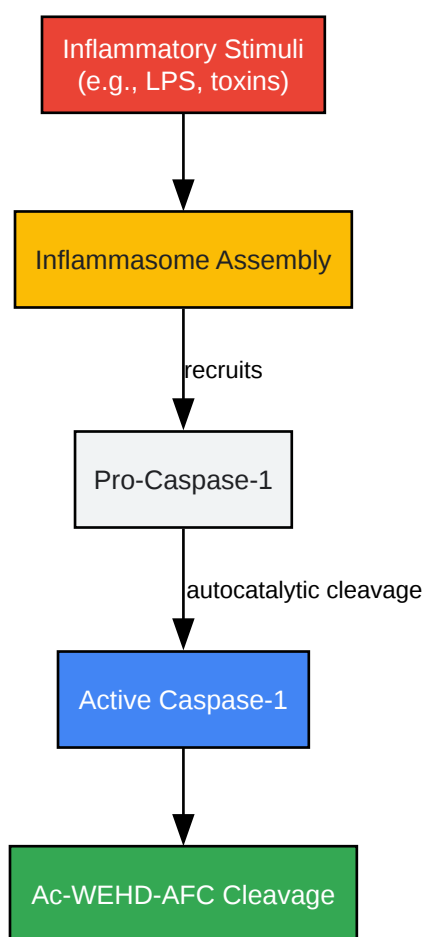 Inflammatory Stimuli
(e.g., LPS, toxins)
Inflammasome Assembly
recruits
Pro-Caspase-1
autocatalytic cleavage
Active Caspase-1
Ac-WEHD-AFC Cleavage